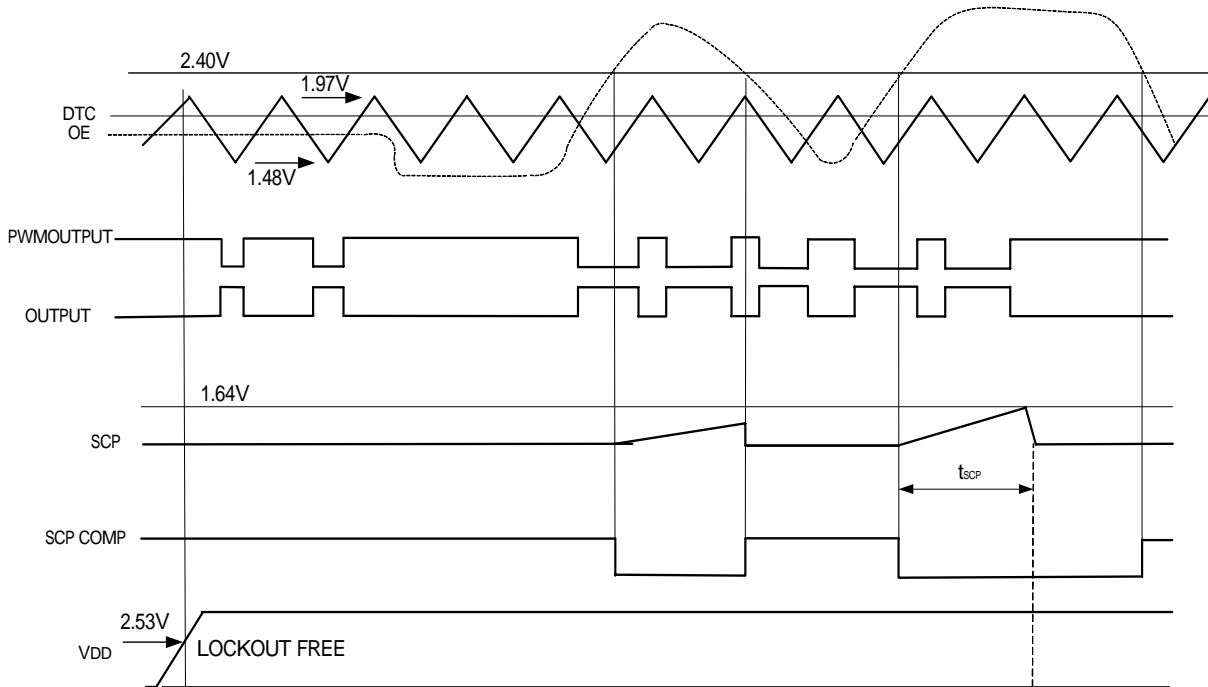 2.40V
1.97V
DTC
OE
1.48V
PWMOUTPUT
OUTPUT
1.64V
SCP
tSCP
SCP COMP
2.53V
VDD
LOCKOUT FREE